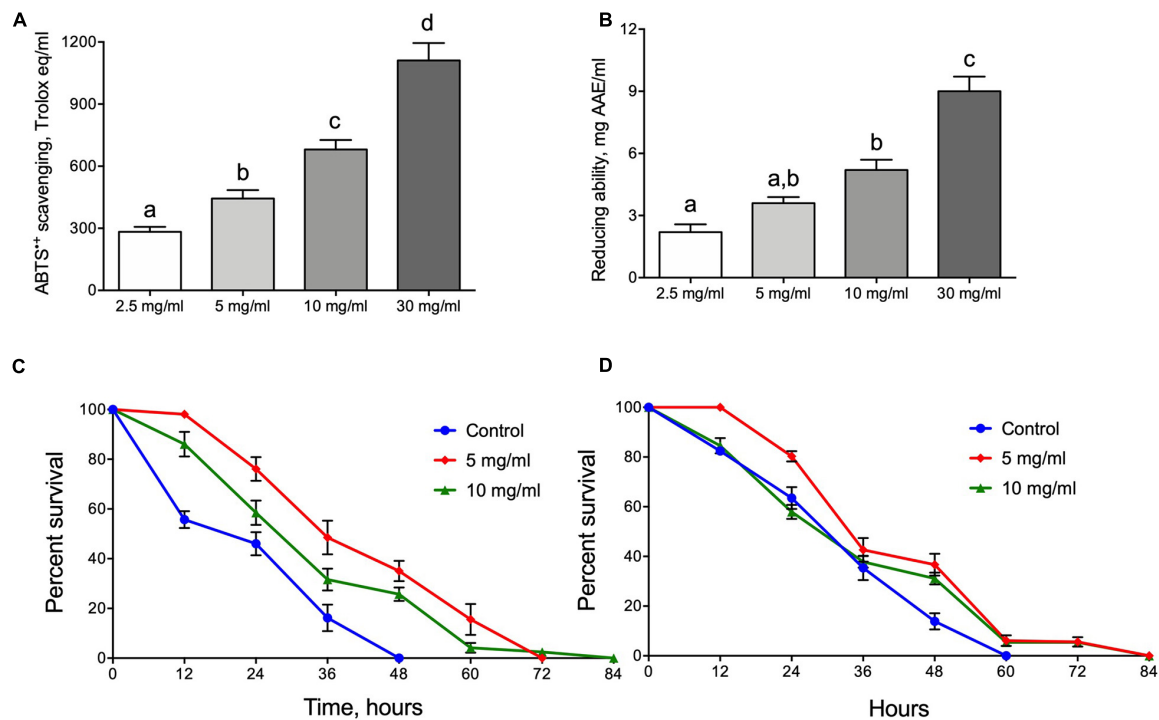 A
ABTS•+ scavenging, Trolox eq/ml
1200
900
600
300
0
a
b
c
d
2.5 mg/ml
5 mg/ml
10 mg/ml
30 mg/ml
B
Reducing ability, mg AAE/ml
12
9
6
3
0
a
a,b
b
c
2.5 mg/ml
5 mg/ml
10 mg/ml
30 mg/ml
C
Percent survival
100
80
60
40
20
0
Control
5 mg/ml
10 mg/ml
0 12 24 36 48 60 72 84
Time, hours
D
Percent survival
100
80
60
40
20
0
Control
5 mg/ml
10 mg/ml
0 12 24 36 48 60 72 84
Hours